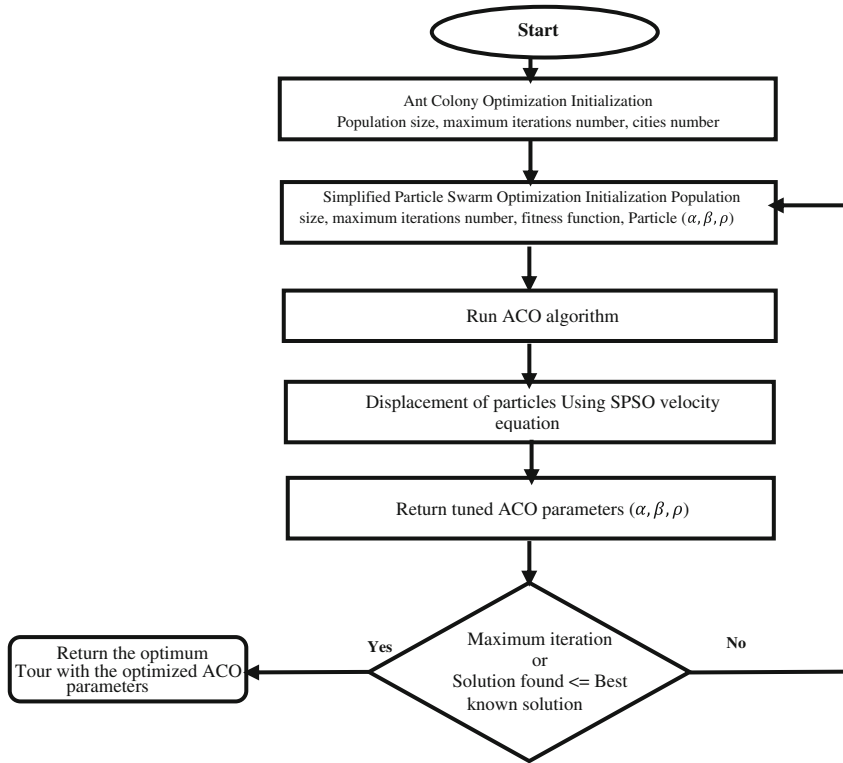 Start
Ant Colony Optimization Initialization
Population size, maximum iterations number, cities number
Simplified Particle Swarm Optimization Initialization Population
size, maximum iterations number, fitness function, Particle (α, β, ρ)
Run ACO algorithm
Displacement of particles Using SPSO velocity
equation
Return tuned ACO parameters (α, β, ρ)
Yes
No
Maximum iteration
or
Solution found <= Best
known solution
Return the optimum
Tour with the optimized ACO
parameters